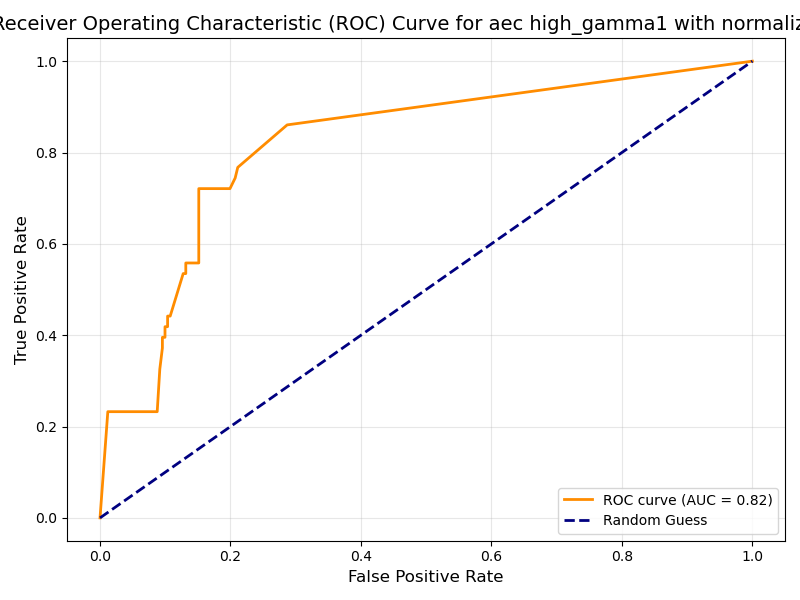 Receiver Operating Characteristic (ROC) Curve for aec high_gamma1 with
1.0
0.8
0.6
0.4
0.2
0.0
True Positive Rate
0.0 0.2 0.4 0.6 0.8 1.0
False Positive Rate
ROC curve (AUC = 0.82)
Random Guess